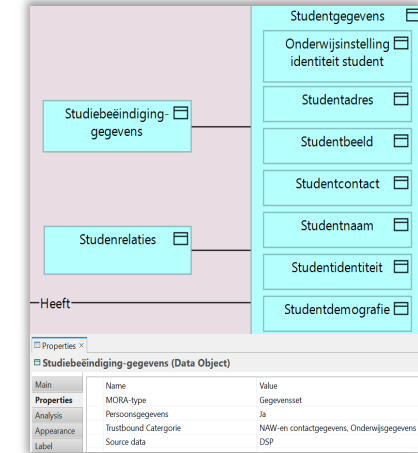 Studentgegevens
Onderwijsinstelling
identiteit student
Studentadres
Studiebeëindiging-
gegevens
Studentbeeld
Studentcontact
Studentnaam
Studenrelaties
Studentidentiteit
Heeft
Studentdemografie
Properties ×
Studiebeëindiging-gegevens (Data Object)
Main
Name Value
Properties
MORA-type Gegevensset
Analysis
Persoonsgegevens Ja
Appearance
Trustbound Catergorie NAW-en contactgegevens, Onderwijsgegevens
Label
Source data DSP